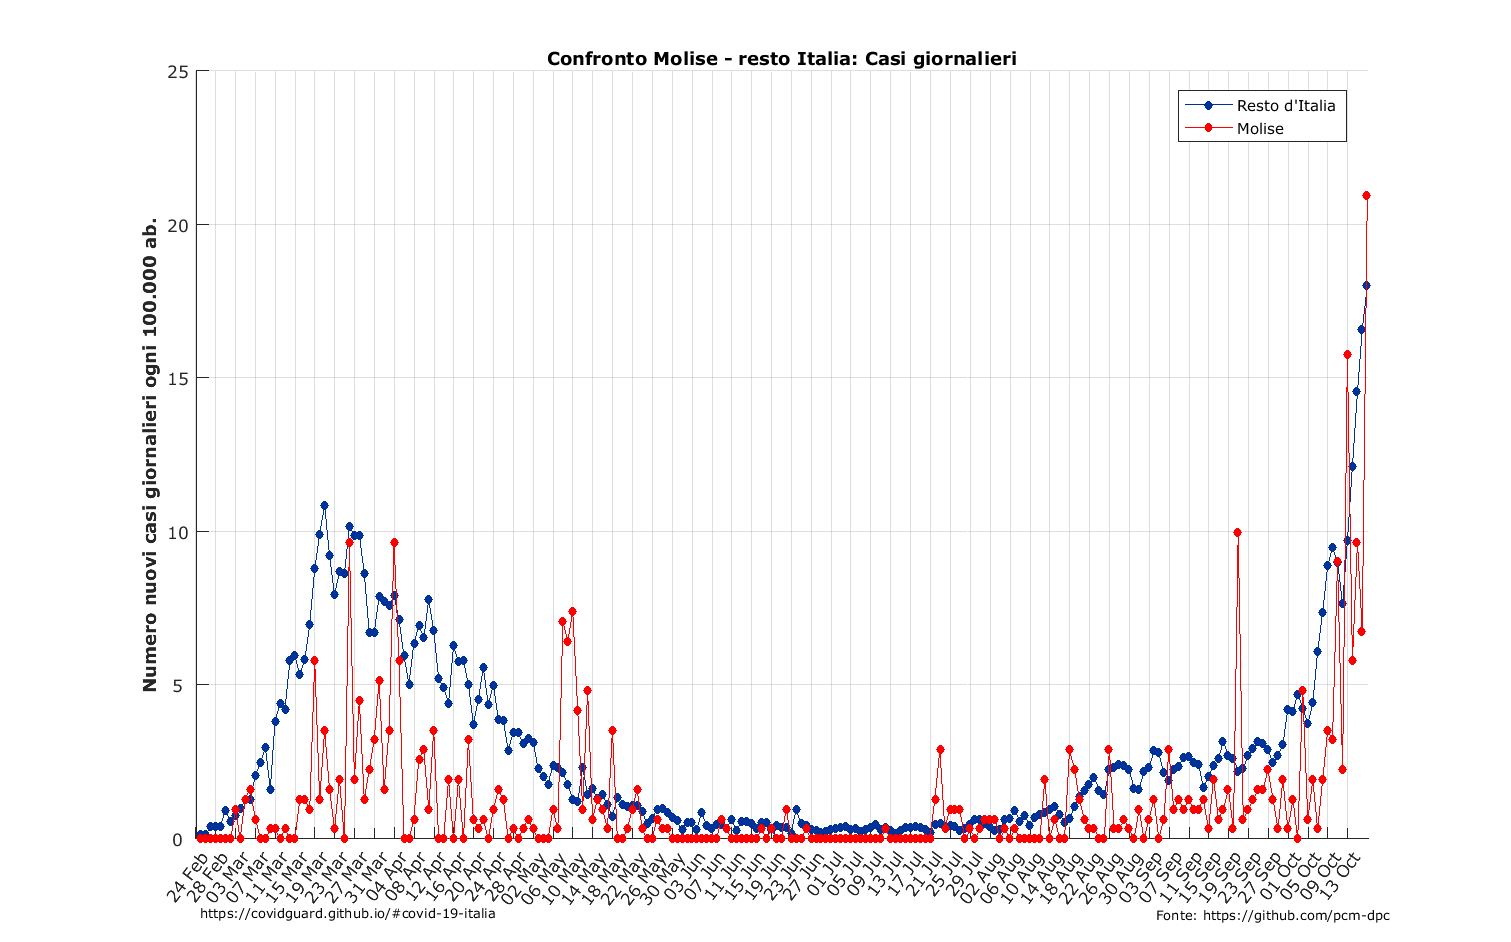 Confronto Molise - resto Italia: Casi giornalieri
Resto d'Italia
Molise
Numero nuovi casi giornalieri ogni 100.000 ab.
25
20
15
10
5
0
24 Feb
28 Feb
03 Mar
07 Mar
11 Mar
15 Mar
19 Mar
23 Mar
27 Mar
31 Mar
04 Apr
08 Apr
12 Apr
16 Apr
20 Apr
24 Apr
28 Apr
02 May
06 May
10 May
14 May
18 May
22 May
26 May
30 May
03 Jun
07 Jun
11 Jun
15 Jun
19 Jun
23 Jun
27 Jun
01 Jul
05 Jul
09 Jul
13 Jul
17 Jul
21 Jul
25 Jul
29 Jul
02 Aug
06 Aug
10 Aug
14 Aug
18 Aug
22 Aug
26 Aug
30 Aug
03 Sep
07 Sep
11 Sep
15 Sep
19 Sep
23 Sep
27 Sep
01 Oct
05 Oct
09 Oct
13 Oct
https://covidguard.github.io/#covid-19-italia
Fonte: https://github.com/pcm-dpc